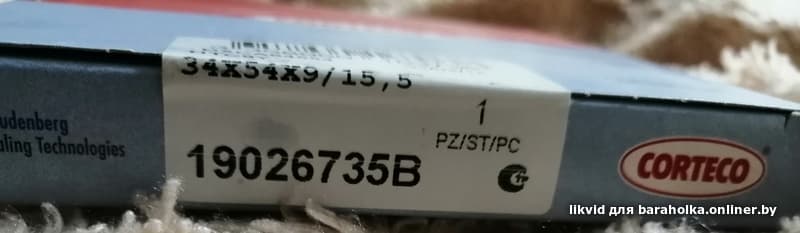 34X54X9/15,5
1
PZ/ST/PC
19026735B
udenberg
aling Technologies
CORTECO
likvid для baraholka.onliner.by